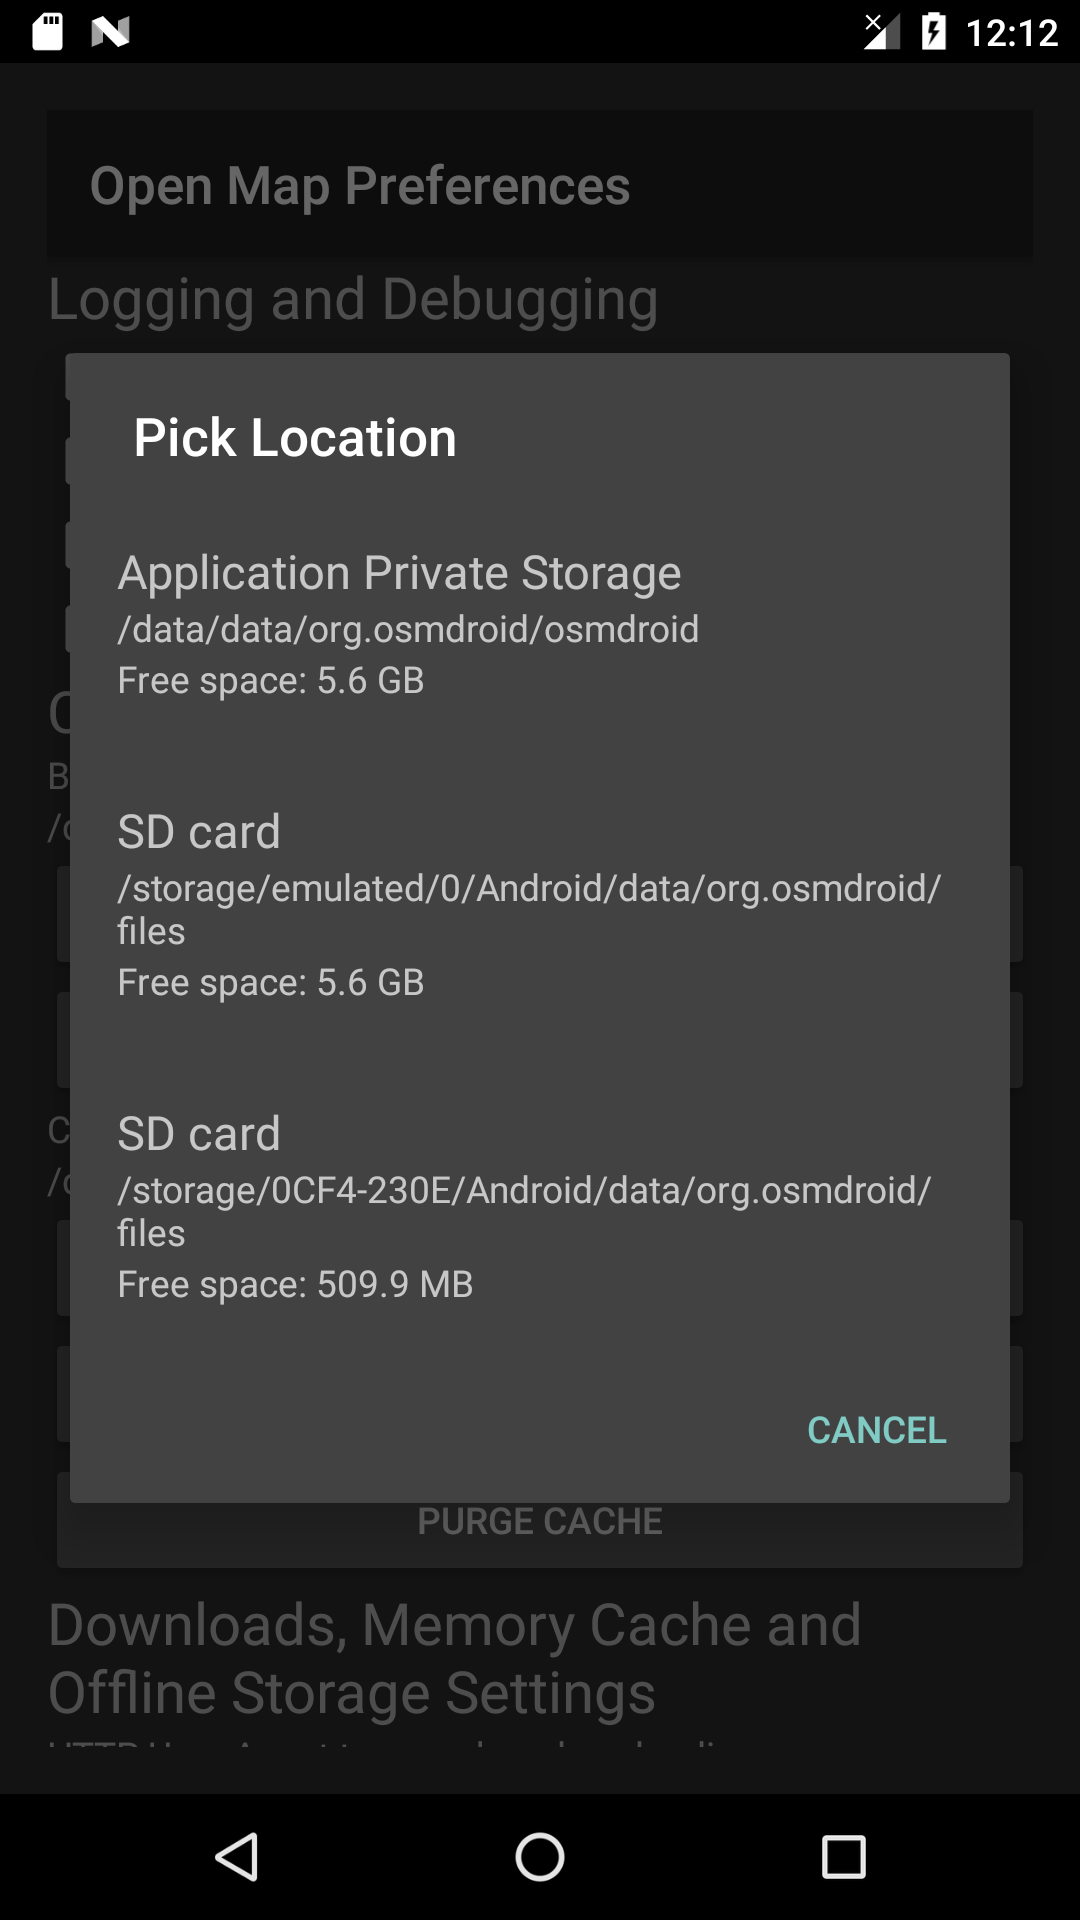 12:12
Open Map Preferences
Logging and Debugging
Pick Location
Application Private Storage
/data/data/org.osmdroid/osmdroid
Free space: 5.6 GB
SD card
/storage/emulated/0/Android/data/org.osmdroid/
files
Free space: 5.6 GB
SD card
/storage/0CF4-230E/Android/data/org.osmdroid/
files
Free space: 509.9 MB
CANCEL
PURGE CACHE
Downloads, Memory Cache and
Offline Storage Settings